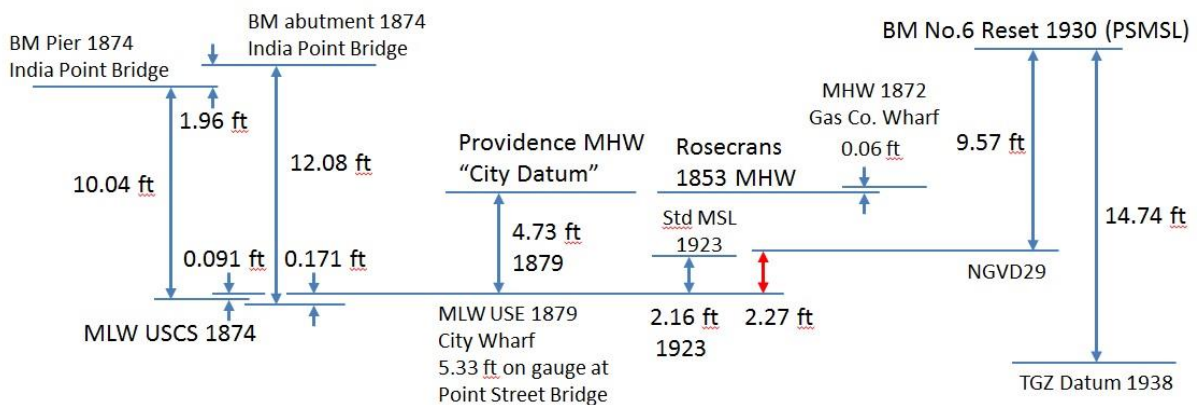 BM Pier 1874
India Point Bridge
BM abutment 1874
India Point Bridge
BM No.6 Reset 1930 (PSMSL)
1.96 ft
10.04 ft
12.08 ft
0.091 ft
0.171 ft
MLW USCS 1874
Providence MHW
“City Datum”
4.73 ft
1879
MLW USE 1879
City Wharf
5.33 ft on gauge at
Point Street Bridge
Rosecrans
1853 MHW
Std MSL
1923
2.16 ft
1923
2.27 ft
MHW 1872
Gas Co. Wharf
0.06 ft
9.57 ft
14.74 ft
NGVD29
TGZ Datum 1938